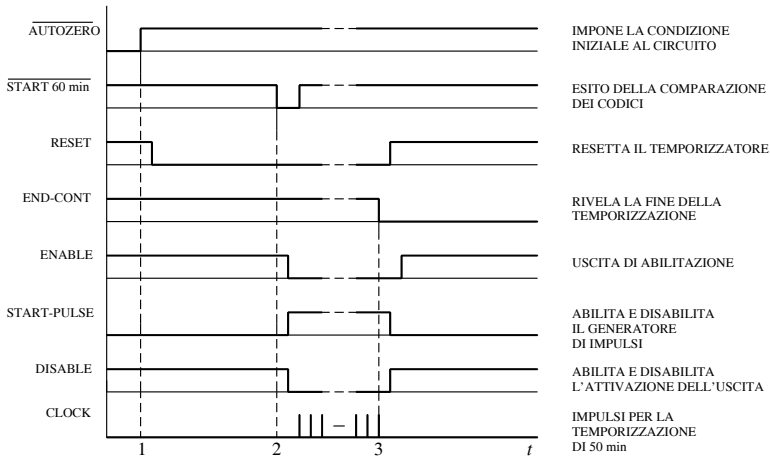 AUTOZERO
IMPONE LA CONDIZIONE
INIZIALE AL CIRCUITO
START 60 min
ESITO DELLA COMPARAZIONE
DEI CODICI
RESET
RESETTA IL TEMPORIZZATORE
END-CONT
RIVELA LA FINE DELLA
TEMPORIZZAZIONE
ENABLE
USCITA DI ABILITAZIONE
START-PULSE
ABILITA E DISABILITA
IL GENERATORE
DI IMPULSI
DISABLE
ABILITA E DISABILITA
L'ATTIVAZIONE DELL'USCITA
CLOCK
IMPULSI PER LA
TEMPORIZZAZIONE
DI 50 min
1 2 3 t